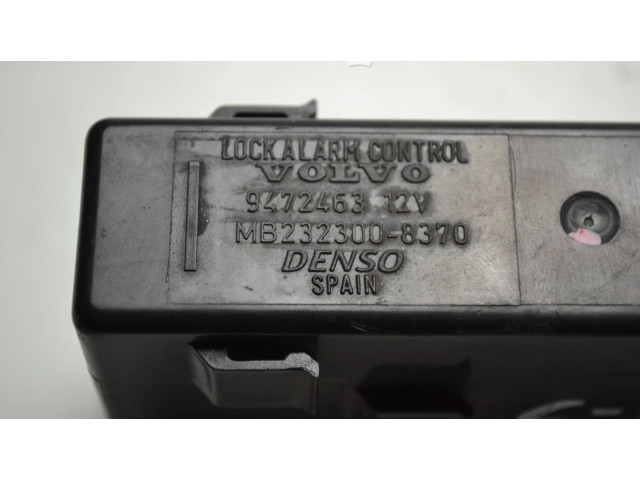 LOCK ALARM CONTROL
VOLVO
9472463 12V
MB232300-8370
DENSO
SPAIN